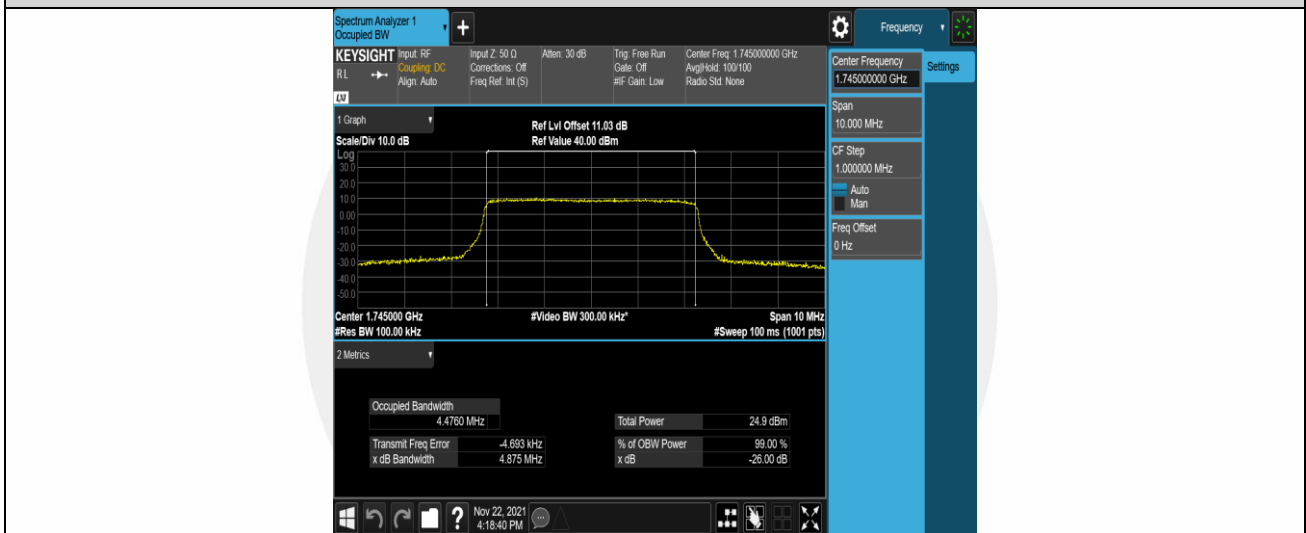 Spectrum Analyzer 1
Occupied BW
+
Frequency
KEYSIGHT
RL
LXI
Input: RF
Coupling: DC
Align: Auto
Input Z: 50 Ω
Corrections: Off
Freq Ref: Int (S)
Atten: 30 dB
Trig: Free Run
Gate: Off
#IF Gain: Low
Center Freq: 1.745000000 GHz
Avg|Hold: 100/100
Radio Std: None
Center Frequency
1.745000000 GHz
Settings
Span
10.000 MHz
CF Step
1.000000 MHz
Auto
Man
Freq Offset
0 Hz
1 Graph
Scale/Div 10.0 dB
Ref Lvl Offset 11.03 dB
Ref Value 40.00 dBm
Log
30.0
20.0
10.0
0.00
-10.0
-20.0
-30.0
-40.0
-50.0
Center 1.745000 GHz
#Video BW 300.00 kHz*
Span 10 MHz
#Res BW 100.00 kHz
#Sweep 100 ms (1001 pts)
2 Metrics
Occupied Bandwidth
4.4760 MHz
Total Power 24.9 dBm
Transmit Freq Error -4.693 kHz
% of OBW Power 99.00 %
x dB Bandwidth 4.875 MHz
x dB -26.00 dB
?
Nov 22, 2021
4:18:40 PM